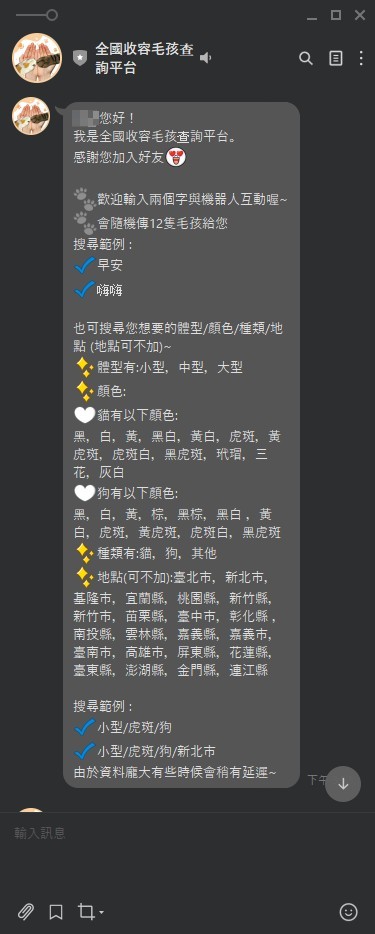 全國收容毛孩查
詢平台
您好！
我是全國收容毛孩查詢平台。
感謝您加入好友
歡迎輸入兩個字與機器人互動喔~
會隨機傳12隻毛孩給您
搜尋範例：
早安
嗨嗨
也可搜尋您想要的體型/顏色/種類/地
點 (地點可不加)~
體型有:小型，中型，大型
顏色:
貓有以下顏色:
黑，白，黃，黑白，黃白，虎斑，黃
虎斑，虎斑白，黑虎斑，玳瑁，三
花，灰白
狗有以下顏色:
黑，白，黃，棕，黑棕，黑白 ，黃
白，虎斑，黃虎斑，虎斑白，黑虎斑
種類有:貓，狗，其他
地點(可不加):臺北市，新北市，
基隆市，宜蘭縣，桃園縣，新竹縣，
新竹市，苗栗縣，臺中市，彰化縣 ，
南投縣，雲林縣，嘉義縣，嘉義市，
臺南市，高雄市，屏東縣，花蓮縣，
臺東縣，澎湖縣，金門縣，連江縣
搜尋範例：
小型/虎斑/狗
小型/虎斑/狗/新北市
由於資料龐大有些時候會稍有延遲~
下午
輸入訊息